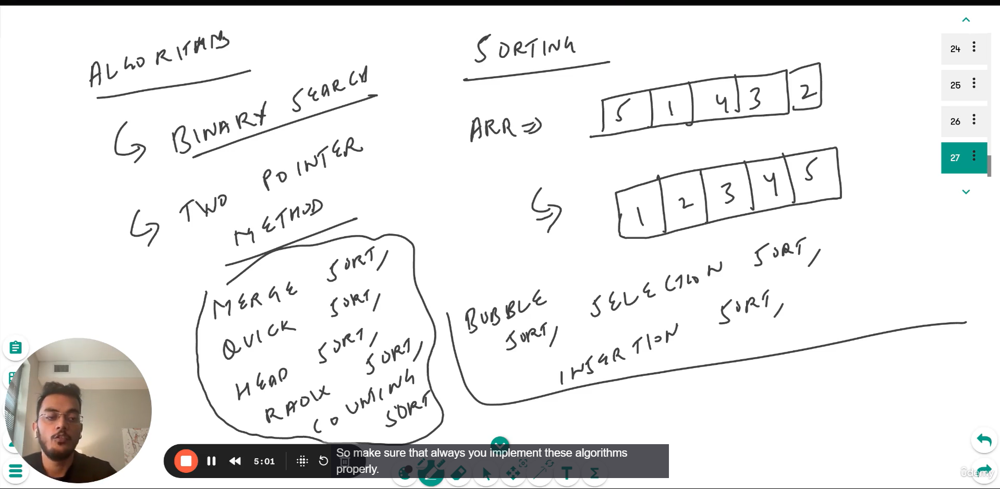 ALGORITHMS
BINARY SEARCH
TWO POINTER
METHOD
MERGE SORT,
QUICK SORT,
HEAD SORT,
RADIX SORT,
COUNTING
SORT
SORTING
ARR ⇒ 5 1 4 3 2
1 2 3 4 5
BUBBLE SELECTION SORT,
SORT,
INSERTION SORT,
24
25
26
27
5:01
So make sure that always you implement these algorithms
properly.
T Σ
ûdemy